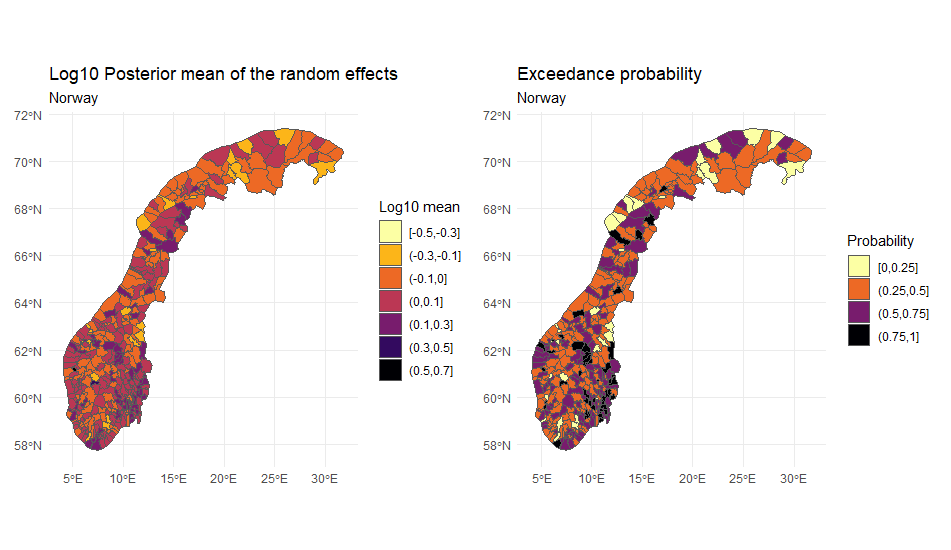 Log10 Posterior mean of the random effects
Norway
72°N
70°N
68°N
66°N
64°N
62°N
60°N
58°N
5°E
10°E
15°E
20°E
25°E
30°E
Log10 mean
[-0.5,-0.3]
(-0.3,-0.1]
(-0.1,0]
(0,0.1]
(0.1,0.3]
(0.3,0.5]
(0.5,0.7]
Exceedance probability
Norway
72°N
70°N
68°N
66°N
64°N
62°N
60°N
58°N
5°E
10°E
15°E
20°E
25°E
30°E
Probability
[0,0.25]
(0.25,0.5]
(0.5,0.75]
(0.75,1]